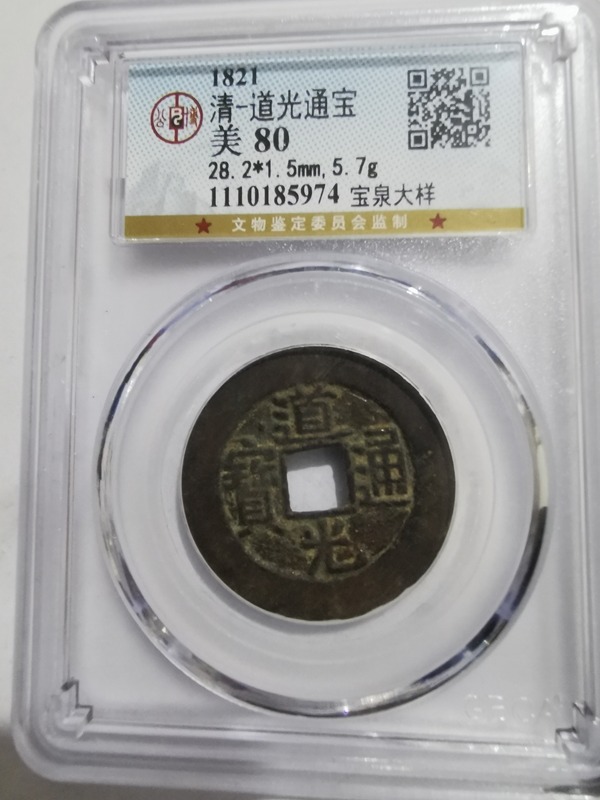 1821
清-道光通宝
美 80
28.2*1.5mm,5.7g
1110185974 宝泉大样
★ 文物鉴定委员会监制 ★
道
寶 通
光